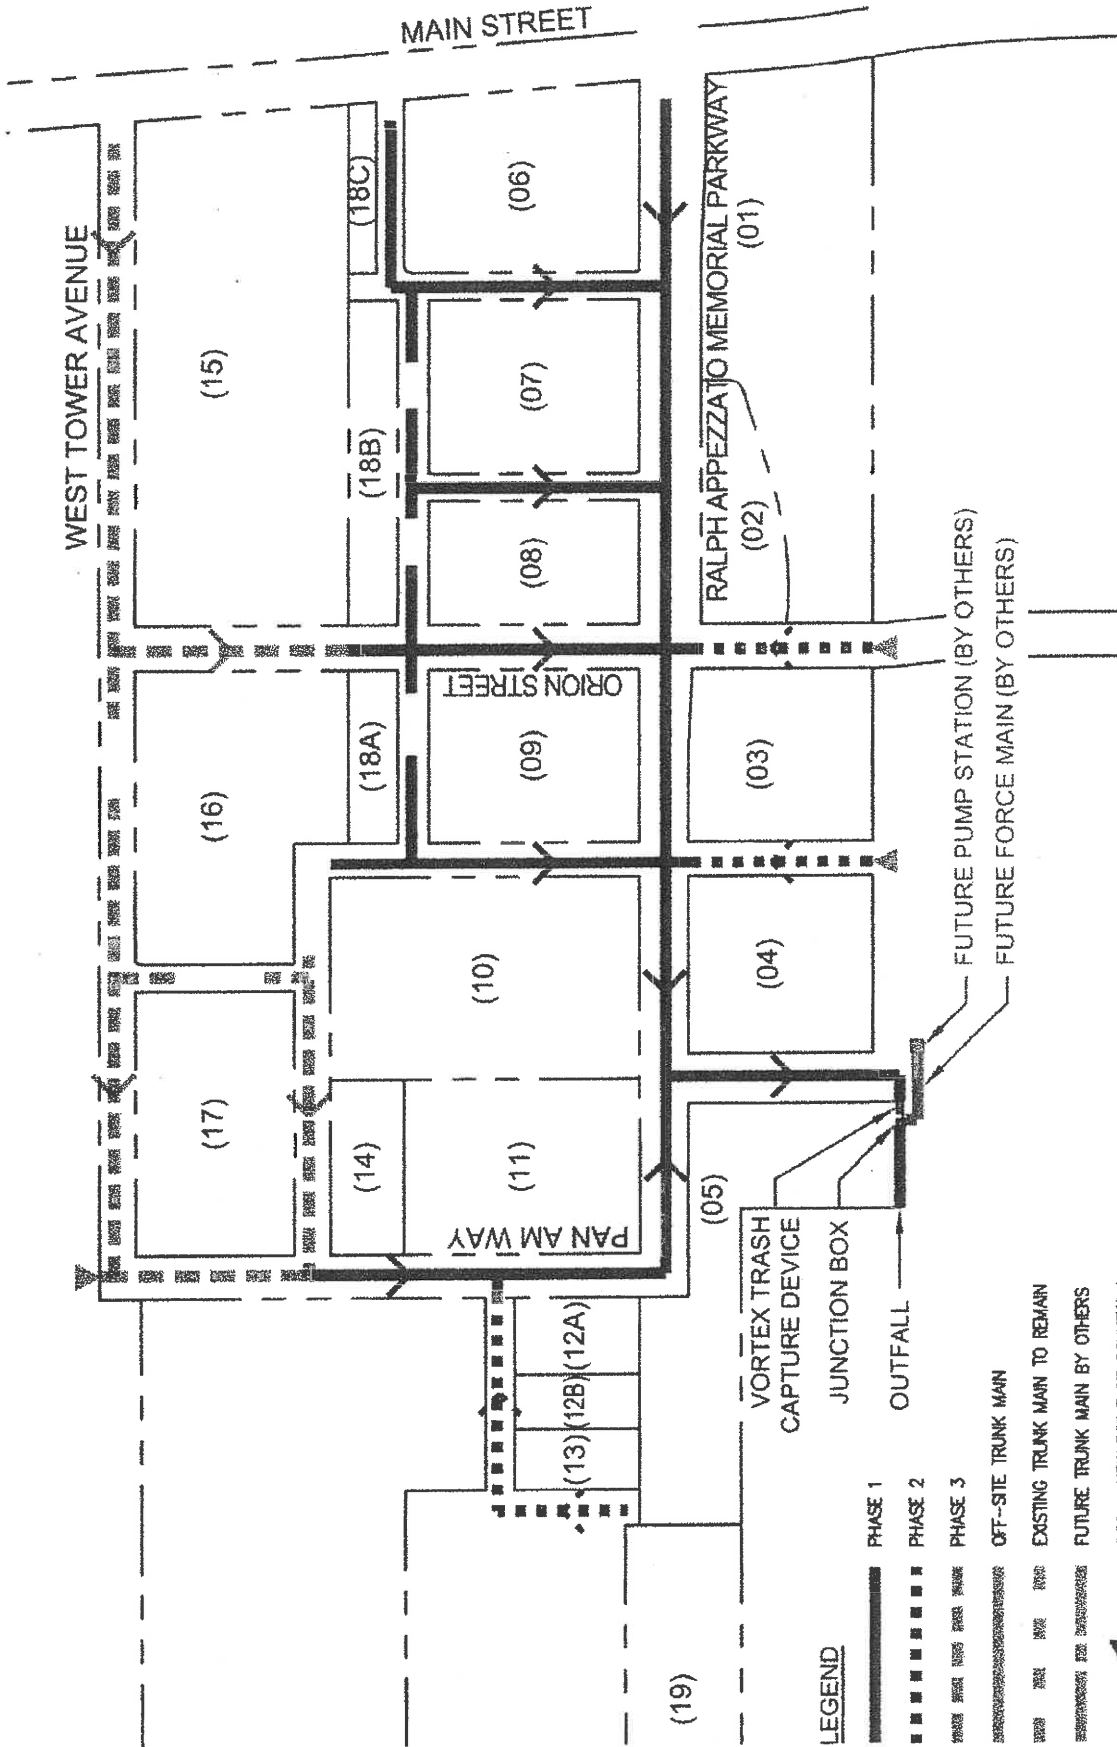 MAIN STREET
WEST TOWER AVENUE
(15)
(18C)
(06)
RALPH APPEZZATO MEMORIAL PARKWAY
(01)
(18B)
(07)
(08)
(02)
(16)
(18A)
ORION STREET
(09)
(03)
(17)
(10)
(04)
(14)
(11)
PAN AM WAY
(05)
(12A)
(12B)
(13)
(19)
FUTURE PUMP STATION (BY OTHERS)
FUTURE FORCE MAIN (BY OTHERS)
VORTEX TRASH
CAPTURE DEVICE
JUNCTION BOX
OUTFALL
LEGEND
PHASE 1
PHASE 2
PHASE 3
OFF-SITE TRUNK MAIN
EXISTING TRUNK MAIN TO REMAIN
FUTURE TRUNK MAIN BY OTHERS